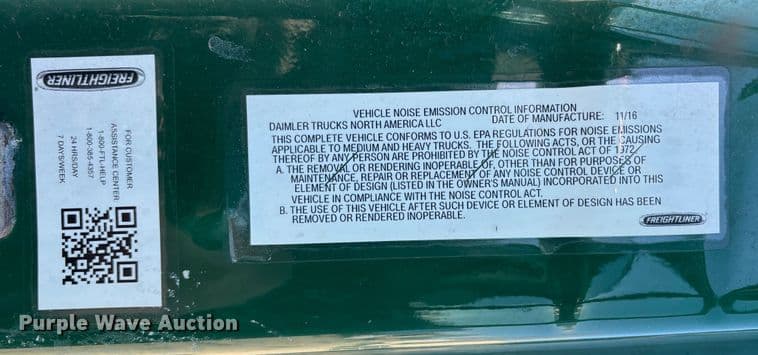 FREIGHTLINER
FOR CUSTOMER
ASSISTANCE CENTER
1-800-FTL-HELP
1-800-385-4357
24 HRS/DAY
7 DAYS/WEEK
VEHICLE NOISE EMISSION CONTROL INFORMATION
DAIMLER TRUCKS NORTH AMERICA LLC DATE OF MANUFACTURE: 11/16
THIS COMPLETE VEHICLE CONFORMS TO U.S. EPA REGULATIONS FOR NOISE EMISSIONS
APPLICABLE TO MEDIUM AND HEAVY TRUCKS. THE FOLLOWING ACTS, OR THE CAUSING
THEREOF BY ANY PERSON ARE PROHIBITED BY THE NOISE CONTROL ACT OF 1972
A. THE REMOVAL OR RENDERING INOPERABLE OF, OTHER THAN FOR PURPOSES OF
MAINTENANCE, REPAIR OR REPLACEMENT OF ANY NOISE CONTROL DEVICE OR
ELEMENT OF DESIGN (LISTED IN THE OWNER'S MANUAL) INCORPORATED INTO THIS
VEHICLE IN COMPLIANCE WITH THE NOISE CONTROL ACT.
B. THE USE OF THIS VEHICLE AFTER SUCH DEVICE OR ELEMENT OF DESIGN HAS BEEN
REMOVED OR RENDERED INOPERABLE.
FREIGHTLINER
Purple Wave Auction